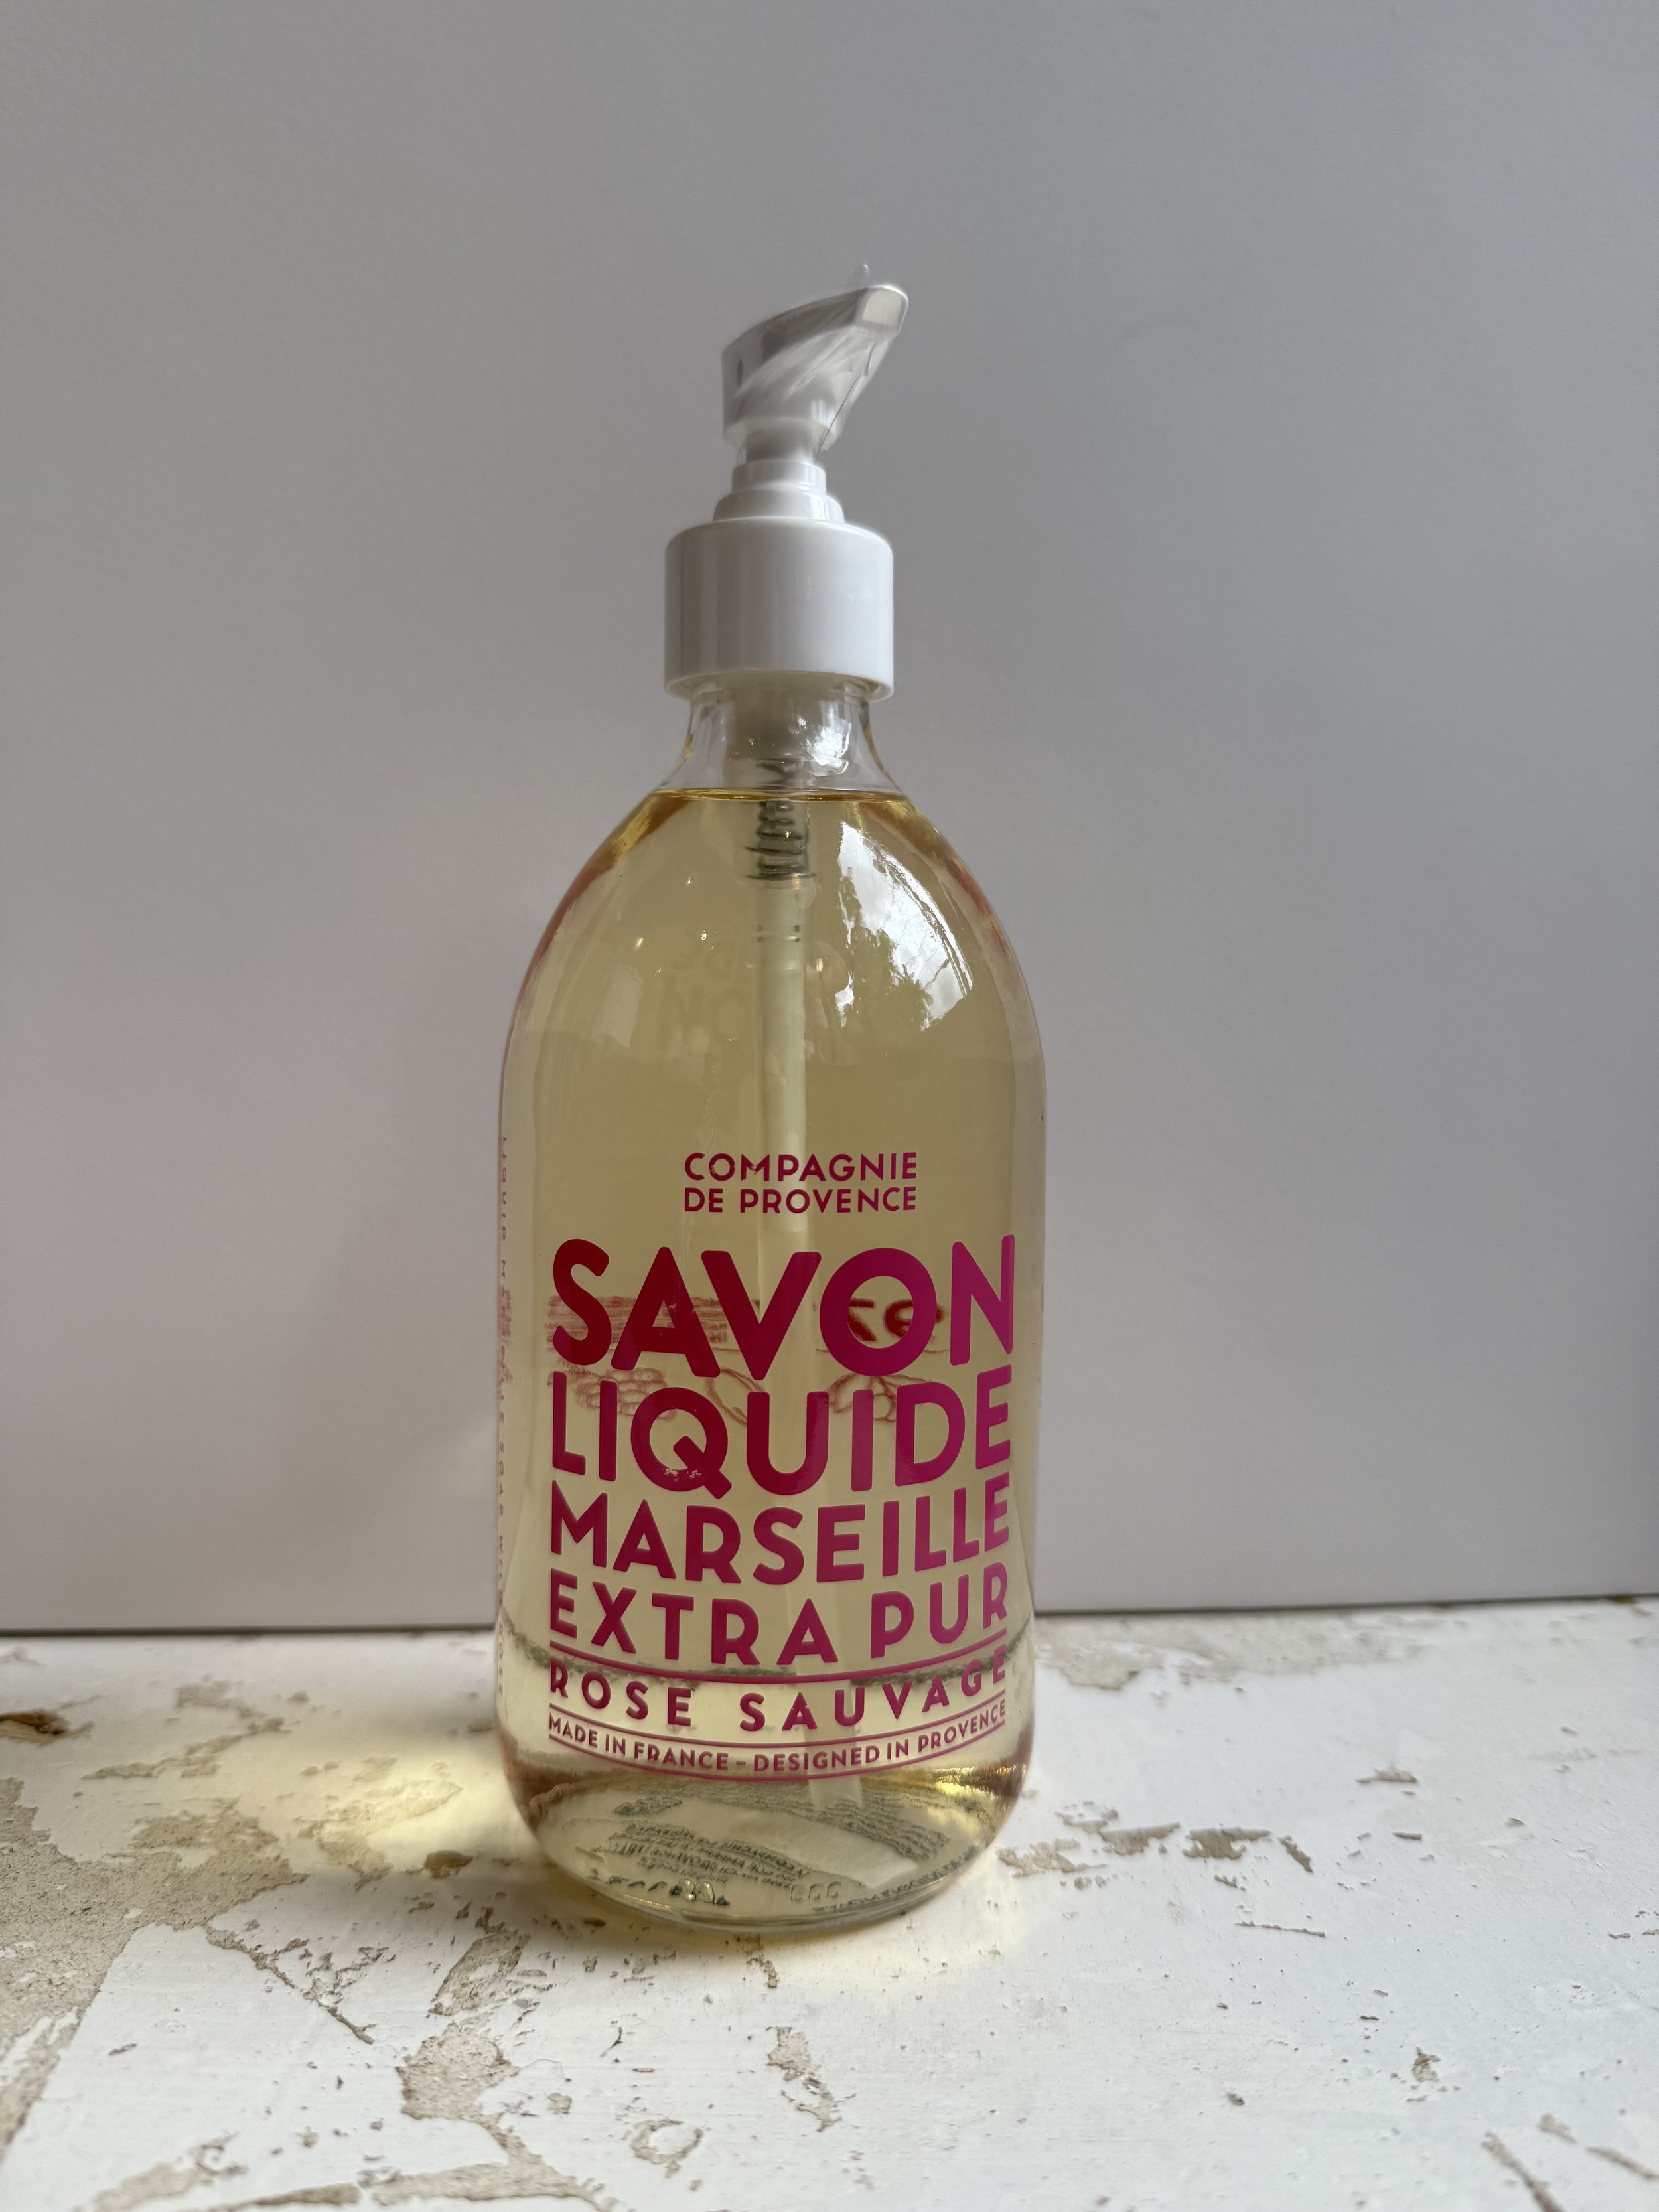 COMPAGNIE
DE PROVENCE
SAVON
LIQUIDE
MARSEILLE
EXTRA PUR
ROSE SAUVAGE
MADE IN FRANCE - DESIGNED IN PROVENCE